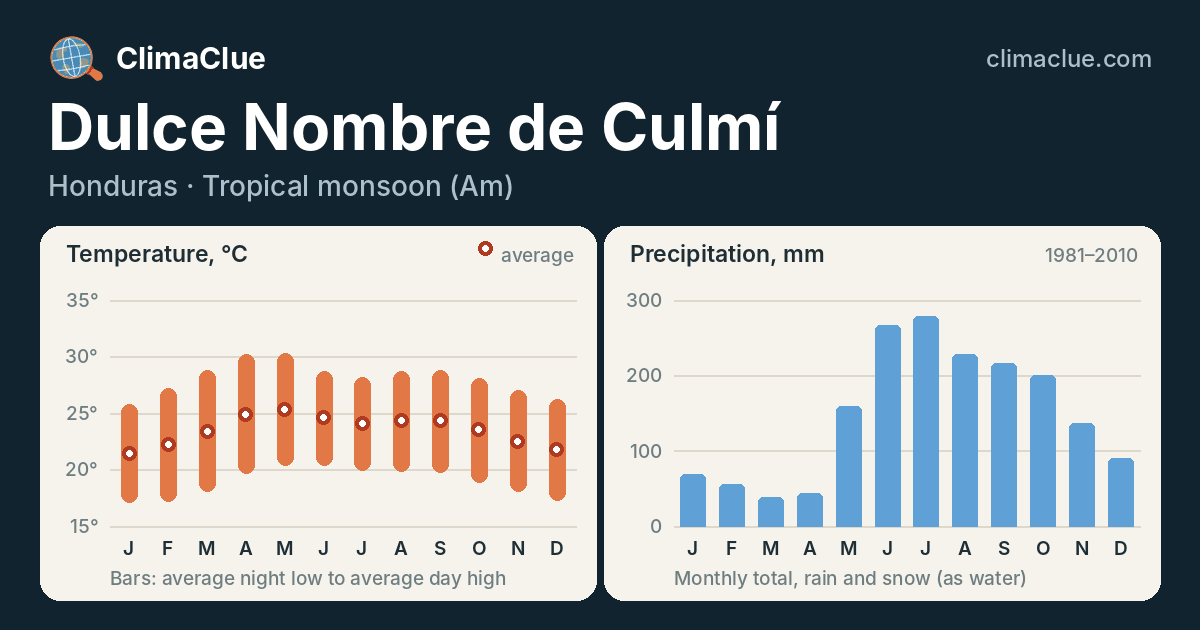 ClimaClue
climaclue.com
Dulce Nombre de Culmí
Honduras · Tropical monsoon (Am)
Temperature, °C
average
35°
30°
25°
20°
15°
J F M A M J J A S O N D
Bars: average night low to average day high
Precipitation, mm
1981–2010
300
200
100
0
J F M A M J J A S O N D
Monthly total, rain and snow (as water)